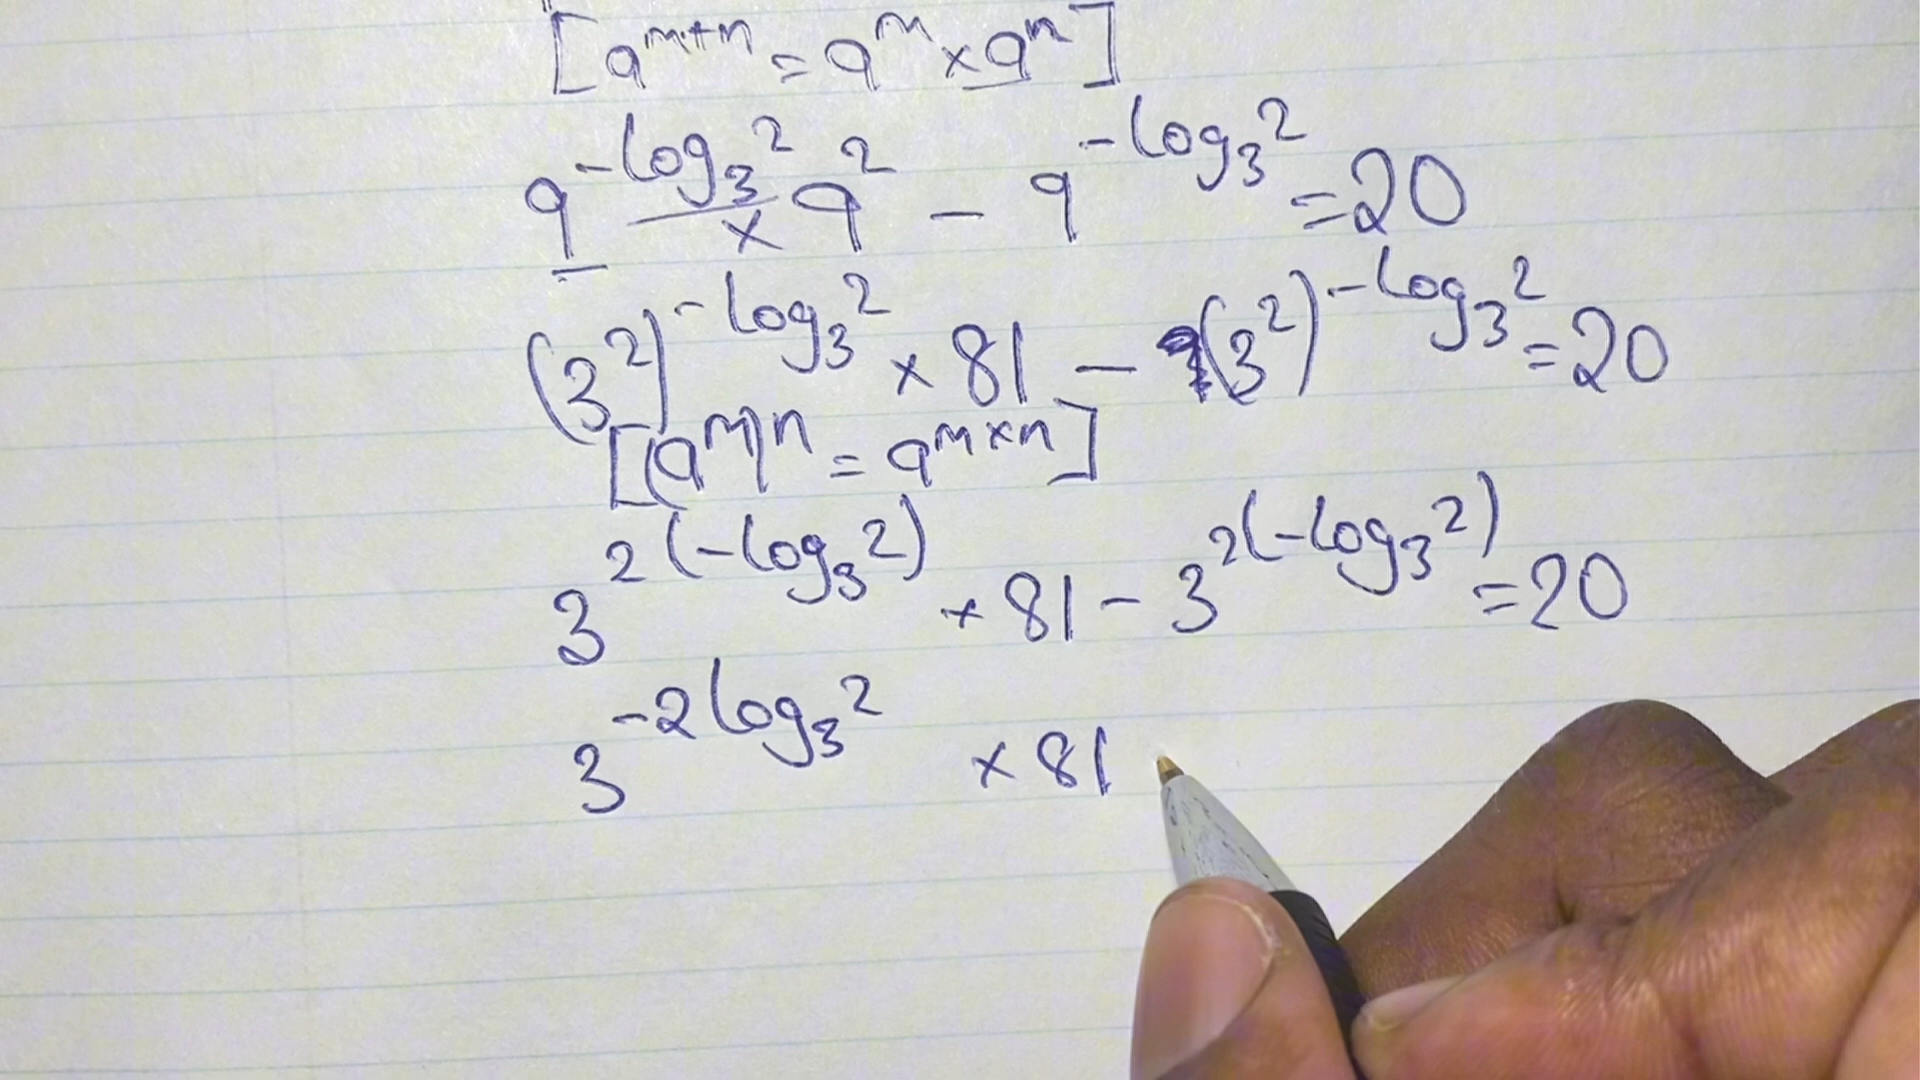 [a^{m+n} = a^m × a^n]
9^{-log_3 2} × 9^2 - 9^{-log_3 2} = 20
(3^2)^{-log_3 2} × 81 - (3^2)^{-log_3 2} = 20
[(a^m)^n = a^{m×n}]
3^{2(-log_3 2)} × 81 - 3^{2(-log_3 2)} = 20
3^{-2log_3 2} × 81